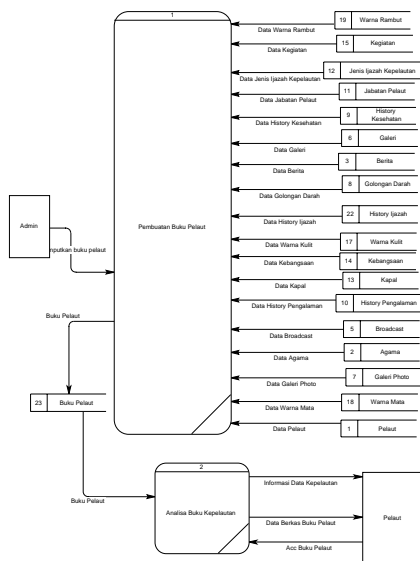 1
Pembuatan Buku Pelaut
19 Warna Rambut
Data Warna Rambut
15 Kegiatan
Data Kegiatan
12 Jenis Ijazah Kepelautan
Data Jenis Ijazah Kepelautan
11 Jabatan Pelaut
Data Jabatan Pelaut
9 History
Kesehatan
Data History Kesehatan
6 Galeri
Data Galeri
3 Berita
Data Berita
8 Golongan Darah
Data Golongan Darah
22 History Ijazah
Data History Ijazah
17 Warna Kulit
Data Warna Kulit
14 Kebangsaan
Data Kebangsaan
13 Kapal
Data Kapal
10 History Pengalaman
Data History Pengalaman
5 Broadcast
Data Broadcast
2 Agama
Data Agama
7 Galeri Photo
Data Galeri Photo
18 Warna Mata
Data Warna Mata
1 Pelaut
Data Pelaut
Admin
nputkan buku pelaut
Buku Pelaut
23 Buku Pelaut
Buku Pelaut
2
Analisa Buku Kepelautan
Informasi Data Kepelautan
Data Berkas Buku Pelaut
Acc Buku Pelaut
Pelaut